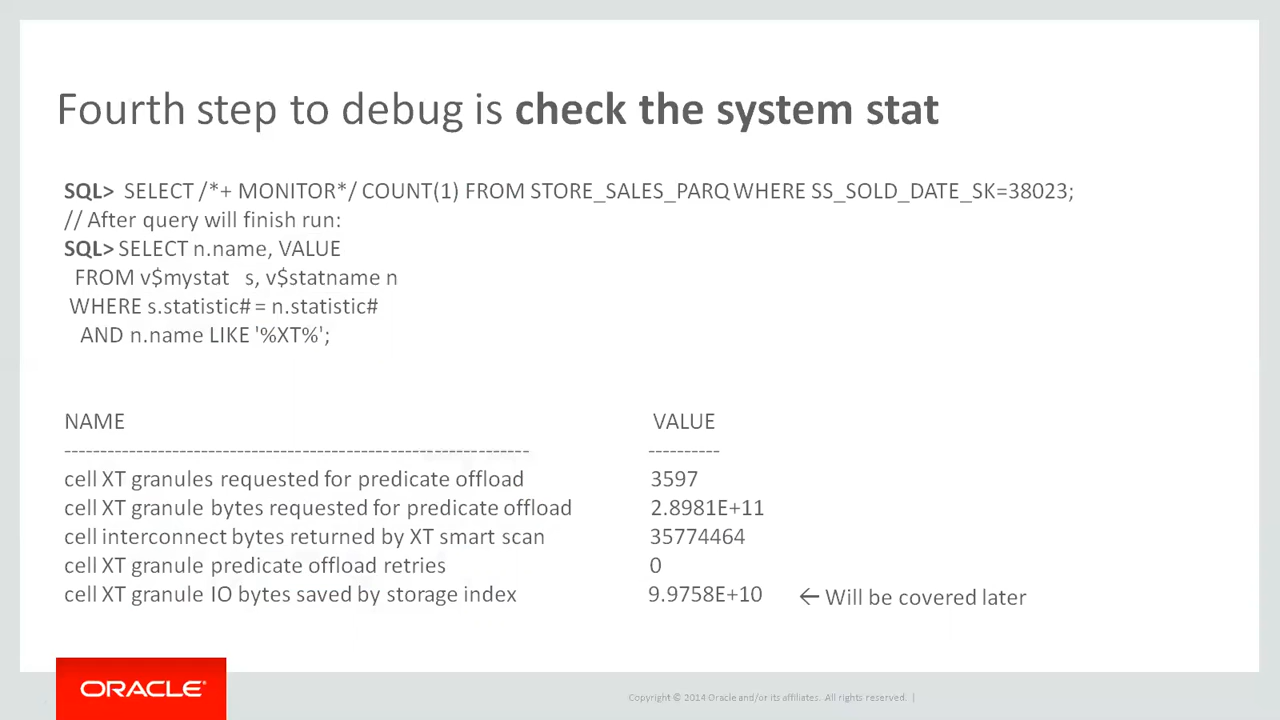 Fourth step to debug is check the system stat
SQL> SELECT /*+ MONITOR*/ COUNT(1) FROM STORE_SALES_PARQ WHERE SS_SOLD_DATE_SK=38023;
// After query will finish run:
SQL> SELECT n.name, VALUE
FROM v$mystat s, v$statname n
WHERE s.statistic# = n.statistic#
AND n.name LIKE '%XT%';
NAME VALUE
---------------------------------------------------------------- ----------
cell XT granules requested for predicate offload 3597
cell XT granule bytes requested for predicate offload 2.8981E+11
cell interconnect bytes returned by XT smart scan 35774464
cell XT granule predicate offload retries 0
cell XT granule IO bytes saved by storage index 9.9758E+10 ← Will be covered later
ORACLE®
Copyright © 2014 Oracle and/or its affiliates. All rights reserved. |